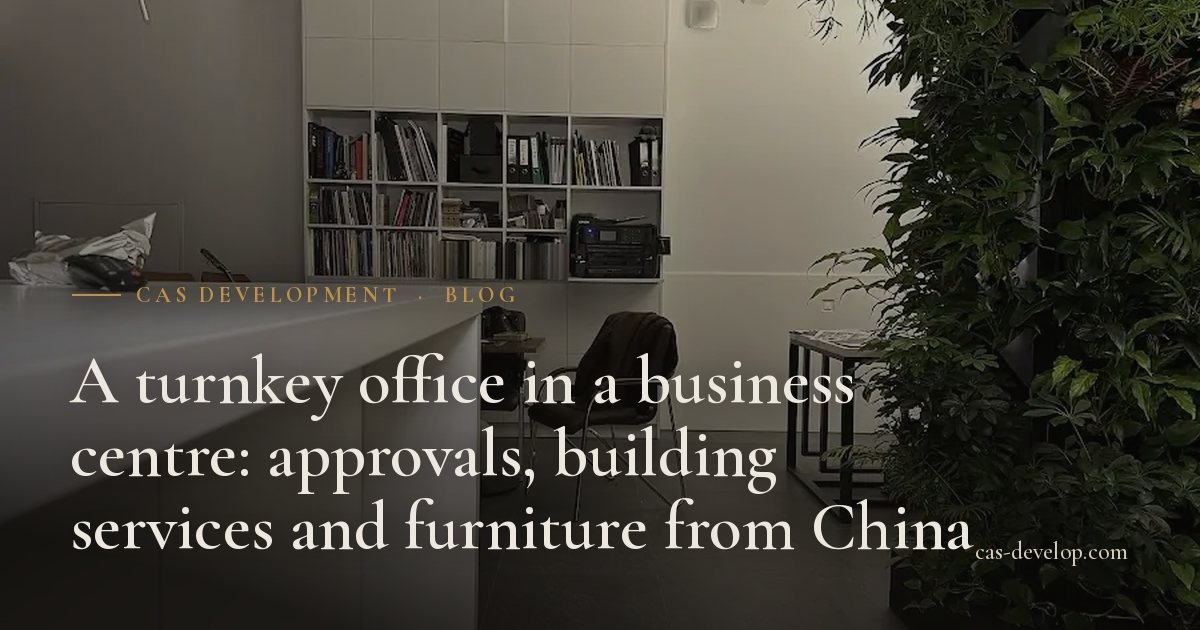 CAS DEVELOPMENT · BLOG
A turnkey office in a business
centre: approvals, building
services and furniture from China
cas-develop.com